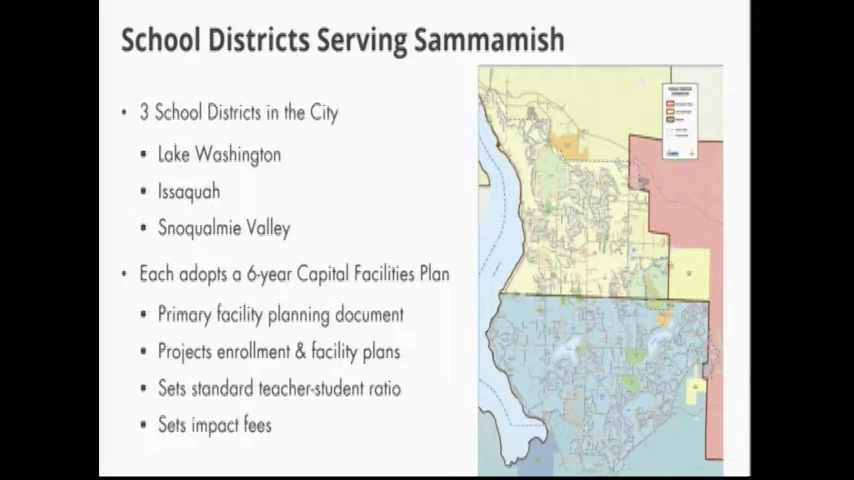 School Districts Serving Sammamish
• 3 School Districts in the City
▪ Lake Washington
▪ Issaquah
▪ Snoqualmie Valley
• Each adopts a 6-year Capital Facilities Plan
▪ Primary facility planning document
▪ Projects enrollment & facility plans
▪ Sets standard teacher-student ratio
▪ Sets impact fees